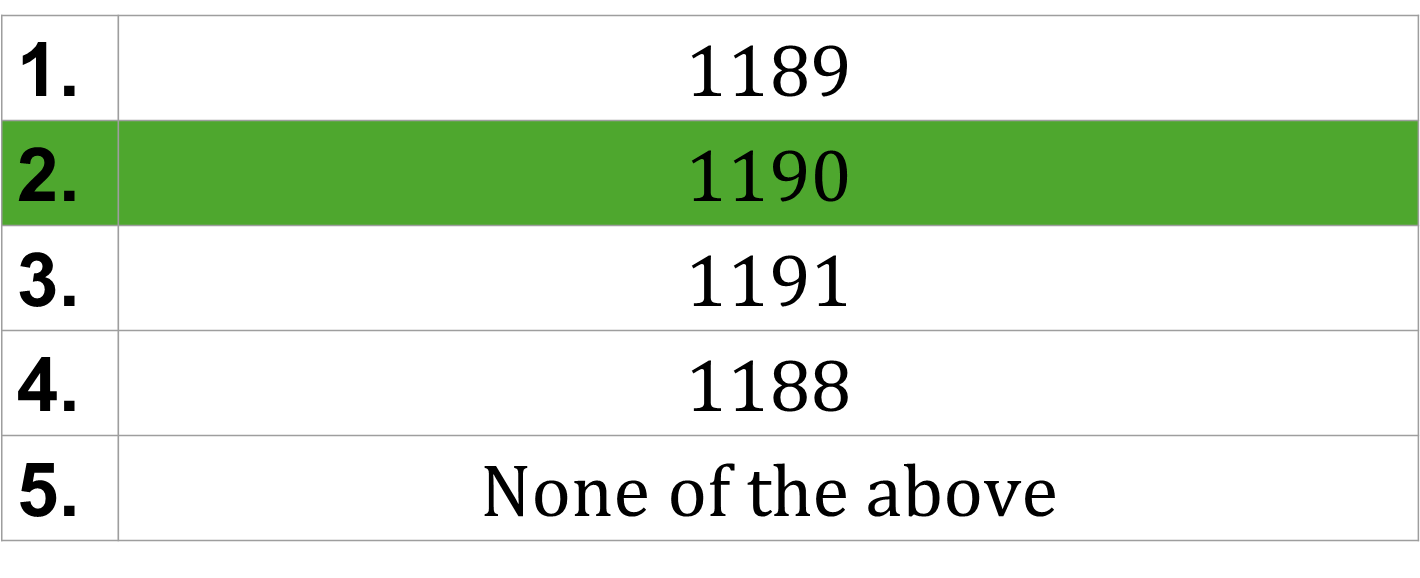 1. 1189
2. 1190
3. 1191
4. 1188
5. None of the above